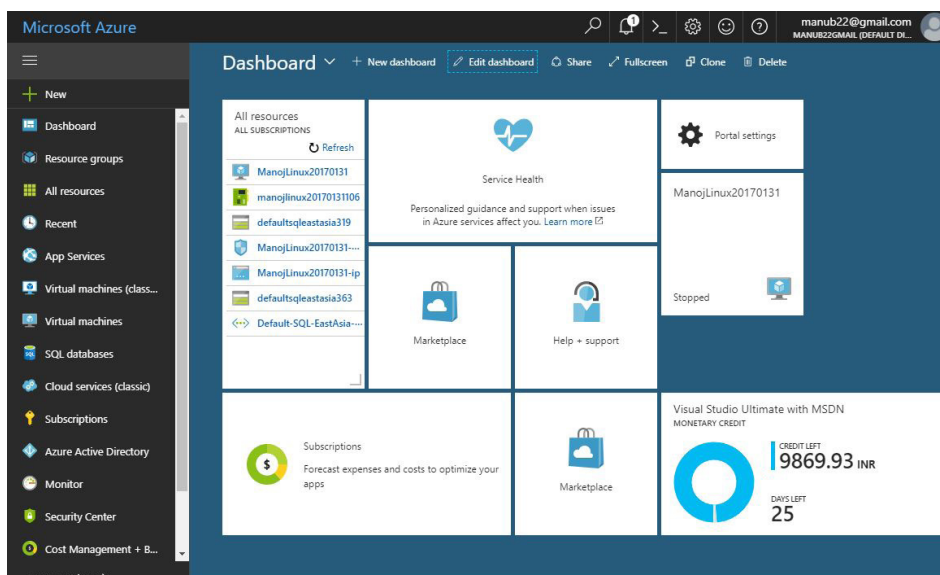 Microsoft Azure
1
manub22@gmail.com
MANUB22GMAIL (DEFAULT DI...
Dashboard
New dashboard
Edit dashboard
Share
Fullscreen
Clone
Delete
New
Dashboard
Resource groups
All resources
Recent
App Services
Virtual machines (class...
Virtual machines
SQL databases
Cloud services (classic)
Subscriptions
Azure Active Directory
Monitor
Security Center
Cost Management + B...
All resources
ALL SUBSCRIPTIONS
Refresh
ManojLinux20170131
manojlinux20170131106
defaultsqleastasia319
ManojLinux20170131-...
ManojLinux20170131-ip
defaultsqleastasia363
Default-SQL-EastAsia-...
Service Health
Personalized guidance and support when issues
in Azure services affect you. Learn more
Portal settings
ManojLinux20170131
Stopped
Marketplace
Help + support
Subscriptions
Forecast expenses and costs to optimize your
apps
Marketplace
Visual Studio Ultimate with MSDN
MONETARY CREDIT
CREDIT LEFT
9869.93 INR
DAYS LEFT
25